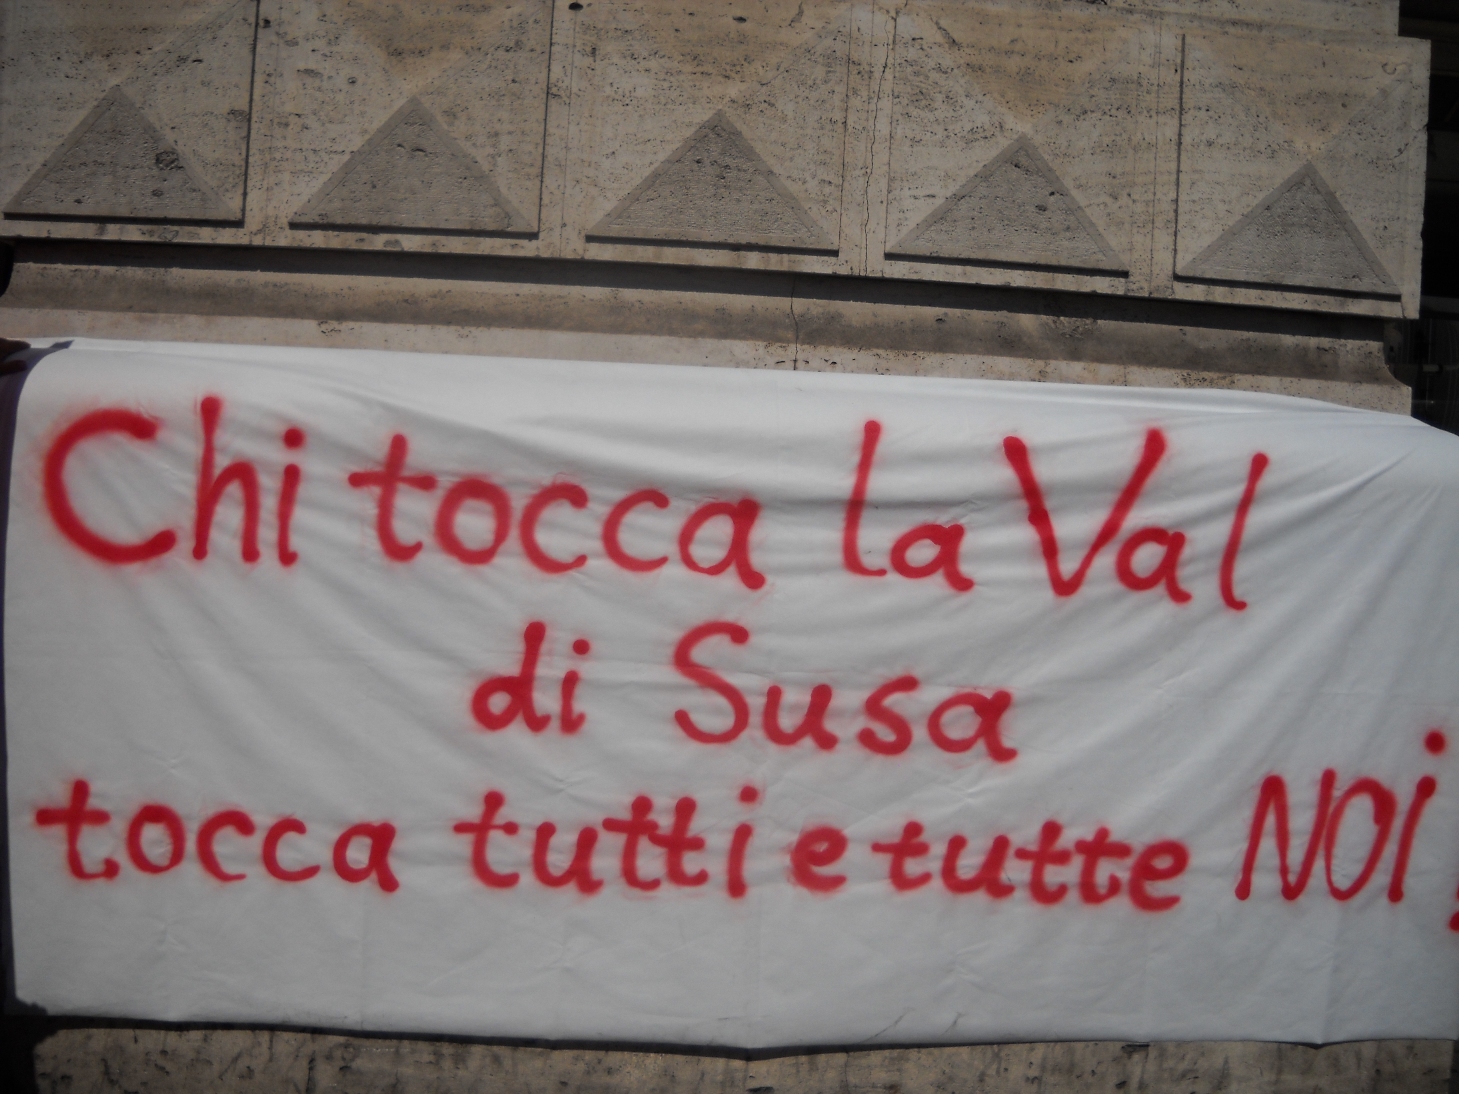 Chi tocca la Val
di Susa
tocca tutti e tutte NOi!